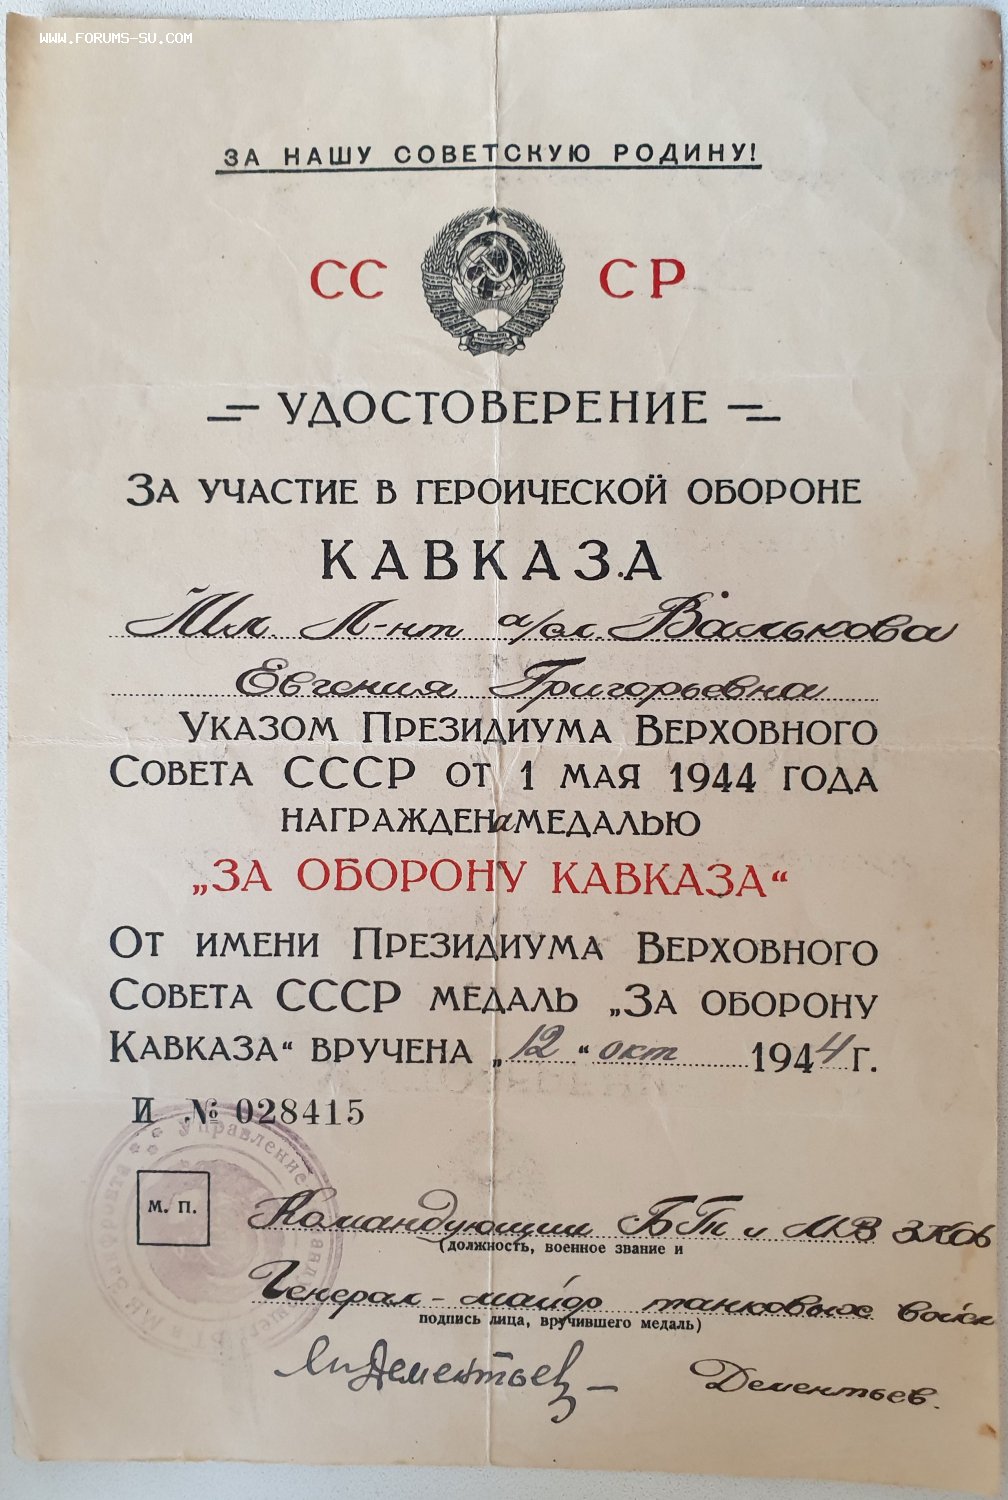 WWW.FORUMS-SU.COM
ЗА НАШУ СОВЕТСКУЮ РОДИНУ!
СС СР
УДОСТОВЕРЕНИЕ
ЗА УЧАСТИЕ В ГЕРОИЧЕСКОЙ ОБОРОНЕ
КАВКАЗА
Мл. Л-нт а/сл. Валькова
Евгения Григорьевна
УКАЗОМ ПРЕЗИДИУМА ВЕРХОВНОГО
СОВЕТА СССР ОТ 1 МАЯ 1944 ГОДА
НАГРАЖДЕНа МЕДАЛЬЮ
„ЗА ОБОРОНУ КАВКАЗА“
ОТ ИМЕНИ ПРЕЗИДИУМА ВЕРХОВНОГО
СОВЕТА СССР МЕДАЛЬ „ЗА ОБОРОНУ
КАВКАЗА“ ВРУЧЕНА „12“ окт 1944 г.
И № 028415
Управление
М. П.
Командующий БТ и МВ ЗКОВ
(должность, военное звание и
Генерал-майор танковых войск
подпись лица, вручившего медаль)
Дементьев
Дементьев.